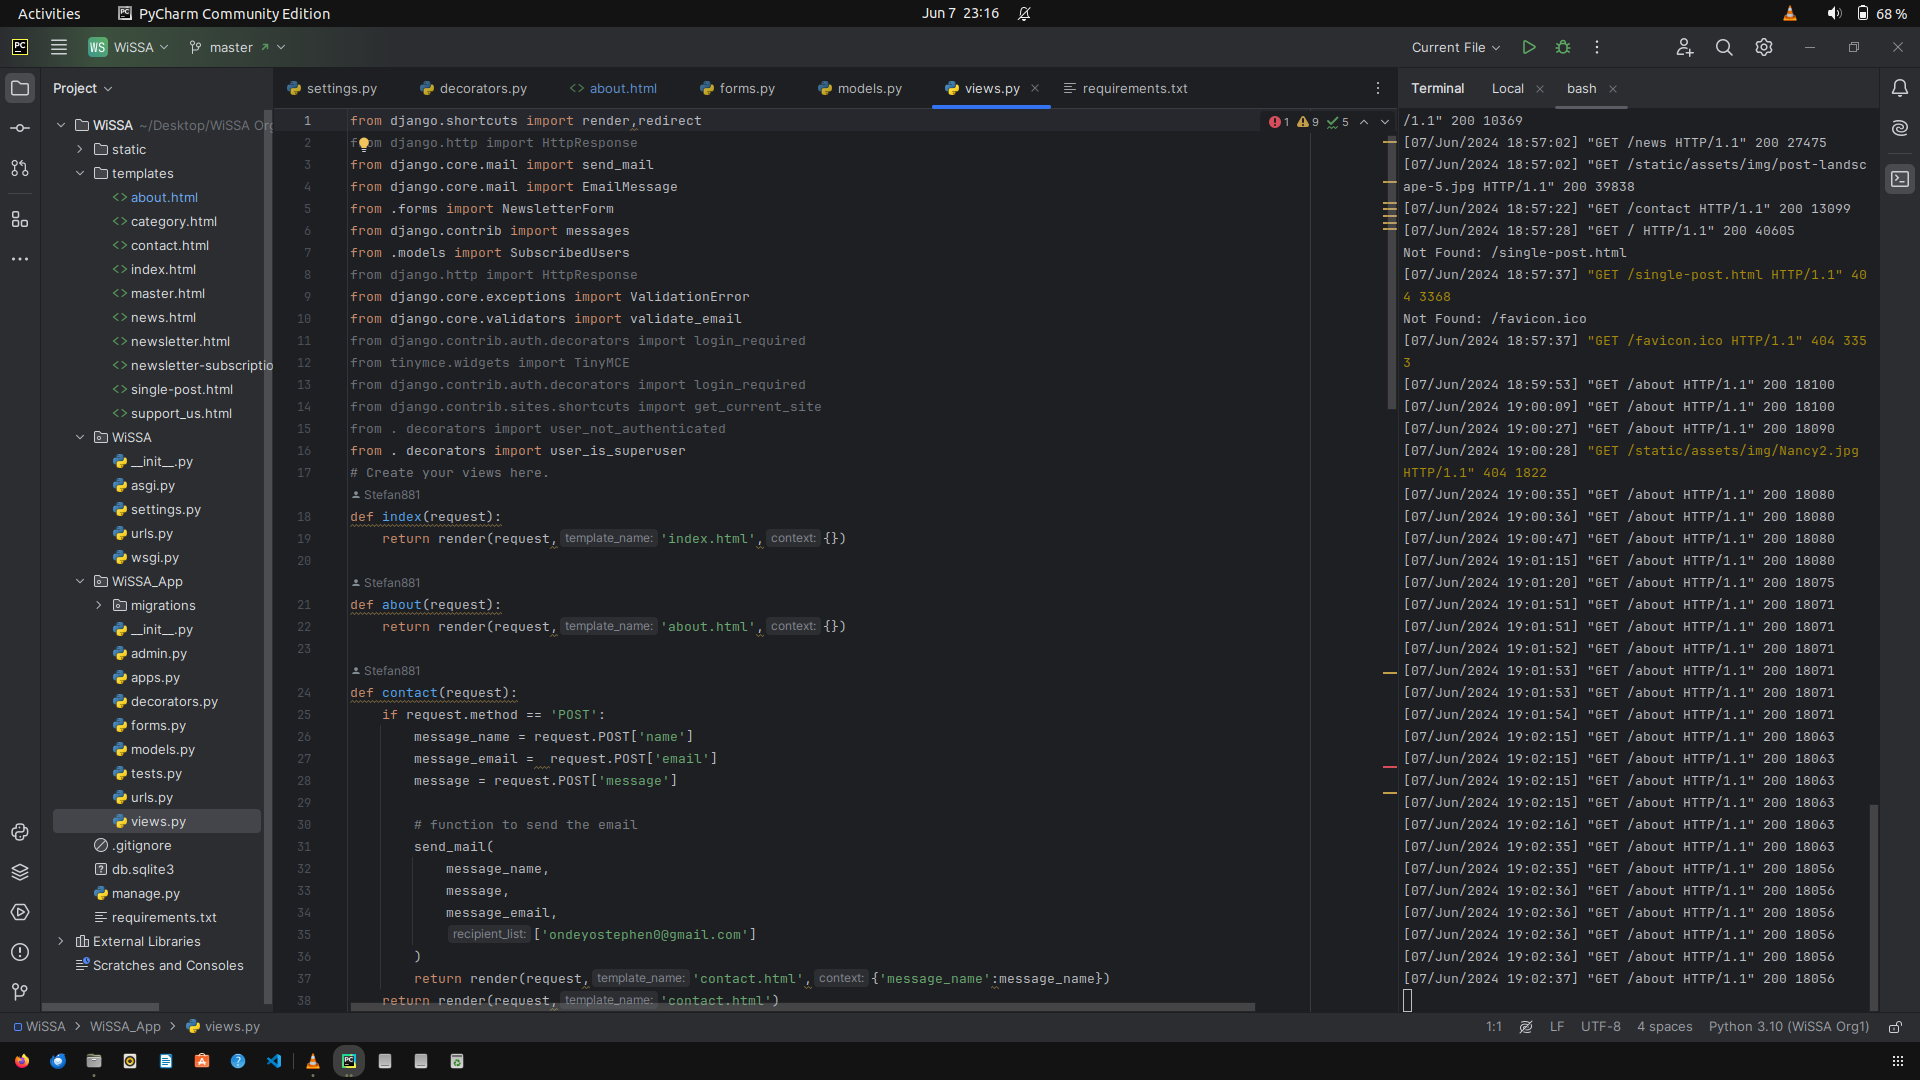 Activities
PyCharm Community Edition
Jun 7 23:16
68 %
PC
WS WiSSA
master
Current File
Project
settings.py
decorators.py
about.html
forms.py
models.py
views.py
requirements.txt
Terminal
Local
bash
WiSSA ~/Desktop/WiSSA Org
static
templates
about.html
category.html
contact.html
index.html
master.html
news.html
newsletter.html
newsletter-subscriptio
single-post.html
support_us.html
WiSSA
__init__.py
asgi.py
settings.py
urls.py
wsgi.py
WiSSA_App
migrations
__init__.py
admin.py
apps.py
decorators.py
forms.py
models.py
tests.py
urls.py
views.py
.gitignore
db.sqlite3
manage.py
requirements.txt
External Libraries
Scratches and Consoles
1 9 5
1 from django.shortcuts import render,redirect
2 from django.http import HttpResponse
3 from django.core.mail import send_mail
4 from django.core.mail import EmailMessage
5 from .forms import NewsletterForm
6 from django.contrib import messages
7 from .models import SubscribedUsers
8 from django.http import HttpResponse
9 from django.core.exceptions import ValidationError
10 from django.core.validators import validate_email
11 from django.contrib.auth.decorators import login_required
12 from tinymce.widgets import TinyMCE
13 from django.contrib.auth.decorators import login_required
14 from django.contrib.sites.shortcuts import get_current_site
15 from . decorators import user_not_authenticated
16 from . decorators import user_is_superuser
17 # Create your views here.
Stefan881
18 def index(request):
19 return render(request, template_name: 'index.html', context: {})
20
Stefan881
21 def about(request):
22 return render(request, template_name: 'about.html', context: {})
23
Stefan881
24 def contact(request):
25 if request.method == 'POST':
26 message_name = request.POST['name']
27 message_email =  request.POST['email']
28 message = request.POST['message']
29
30 # function to send the email
31 send_mail(
32 message_name,
33 message,
34 message_email,
35 recipient_list: ['ondeyostephen0@gmail.com']
36 )
37 return render(request, template_name: 'contact.html', context: {'message_name':message_name})
38 return render(request, template_name: 'contact.html')
/1.1" 200 10369
[07/Jun/2024 18:57:02] "GET /news HTTP/1.1" 200 27475
[07/Jun/2024 18:57:02] "GET /static/assets/img/post-landsc
ape-5.jpg HTTP/1.1" 200 39838
[07/Jun/2024 18:57:22] "GET /contact HTTP/1.1" 200 13099
[07/Jun/2024 18:57:28] "GET / HTTP/1.1" 200 40605
Not Found: /single-post.html
[07/Jun/2024 18:57:37] "GET /single-post.html HTTP/1.1" 40
4 3368
Not Found: /favicon.ico
[07/Jun/2024 18:57:37] "GET /favicon.ico HTTP/1.1" 404 335
3
[07/Jun/2024 18:59:53] "GET /about HTTP/1.1" 200 18100
[07/Jun/2024 19:00:09] "GET /about HTTP/1.1" 200 18100
[07/Jun/2024 19:00:27] "GET /about HTTP/1.1" 200 18090
[07/Jun/2024 19:00:28] "GET /static/assets/img/Nancy2.jpg
HTTP/1.1" 404 1822
[07/Jun/2024 19:00:35] "GET /about HTTP/1.1" 200 18080
[07/Jun/2024 19:00:36] "GET /about HTTP/1.1" 200 18080
[07/Jun/2024 19:00:47] "GET /about HTTP/1.1" 200 18080
[07/Jun/2024 19:01:15] "GET /about HTTP/1.1" 200 18080
[07/Jun/2024 19:01:20] "GET /about HTTP/1.1" 200 18075
[07/Jun/2024 19:01:51] "GET /about HTTP/1.1" 200 18071
[07/Jun/2024 19:01:51] "GET /about HTTP/1.1" 200 18071
[07/Jun/2024 19:01:52] "GET /about HTTP/1.1" 200 18071
[07/Jun/2024 19:01:53] "GET /about HTTP/1.1" 200 18071
[07/Jun/2024 19:01:53] "GET /about HTTP/1.1" 200 18071
[07/Jun/2024 19:01:54] "GET /about HTTP/1.1" 200 18071
[07/Jun/2024 19:02:15] "GET /about HTTP/1.1" 200 18063
[07/Jun/2024 19:02:15] "GET /about HTTP/1.1" 200 18063
[07/Jun/2024 19:02:15] "GET /about HTTP/1.1" 200 18063
[07/Jun/2024 19:02:15] "GET /about HTTP/1.1" 200 18063
[07/Jun/2024 19:02:16] "GET /about HTTP/1.1" 200 18063
[07/Jun/2024 19:02:35] "GET /about HTTP/1.1" 200 18063
[07/Jun/2024 19:02:35] "GET /about HTTP/1.1" 200 18056
[07/Jun/2024 19:02:36] "GET /about HTTP/1.1" 200 18056
[07/Jun/2024 19:02:36] "GET /about HTTP/1.1" 200 18056
[07/Jun/2024 19:02:36] "GET /about HTTP/1.1" 200 18056
[07/Jun/2024 19:02:36] "GET /about HTTP/1.1" 200 18056
[07/Jun/2024 19:02:37] "GET /about HTTP/1.1" 200 18056
WiSSA > WiSSA_App > views.py
1:1
LF
UTF-8
4 spaces
Python 3.10 (WiSSA Org1)